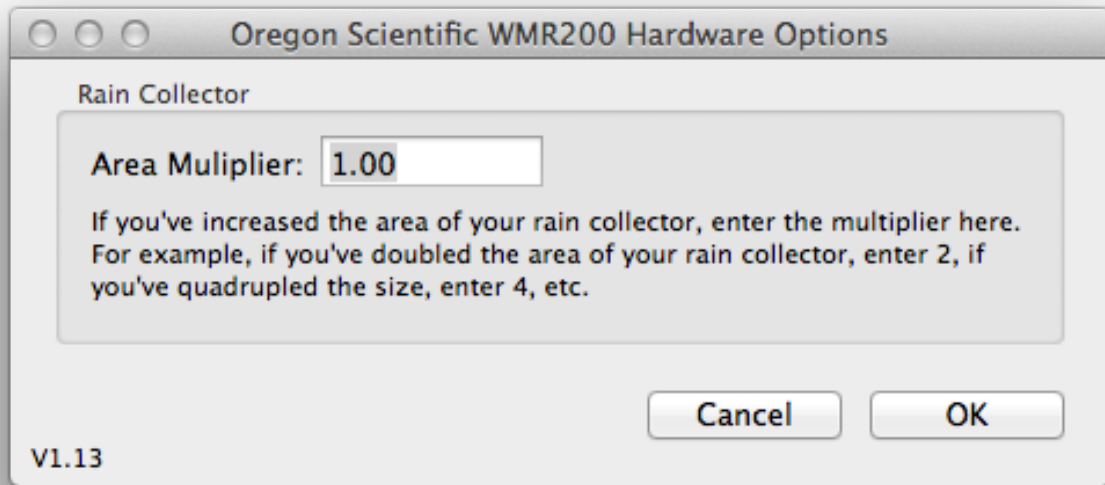 Oregon Scientific WMR200 Hardware Options
Rain Collector
Area Muliplier: 1.00
If you've increased the area of your rain collector, enter the multiplier here.
For example, if you've doubled the area of your rain collector, enter 2, if
you've quadrupled the size, enter 4, etc.
Cancel OK
V1.13